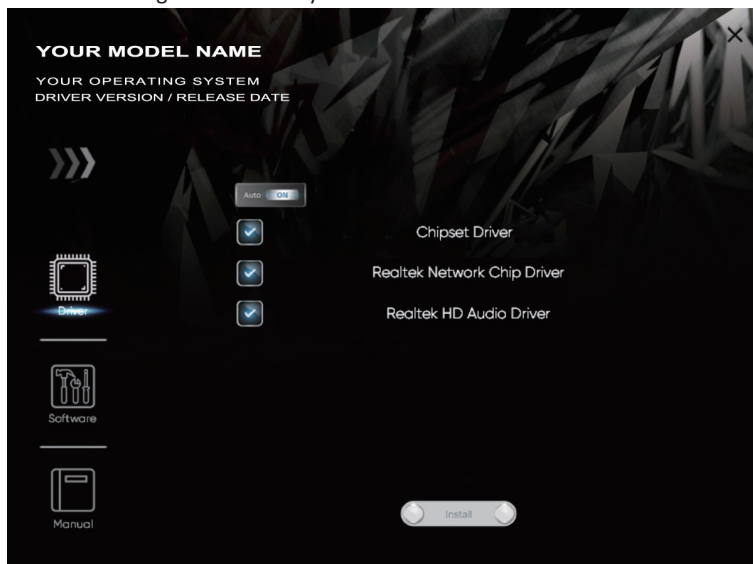 YOUR MODEL NAME
YOUR OPERATING SYSTEM
DRIVER VERSION / RELEASE DATE
Auto ON
Chipset Driver
Realtek Network Chip Driver
Realtek HD Audio Driver
Driver
Software
Manual
Install